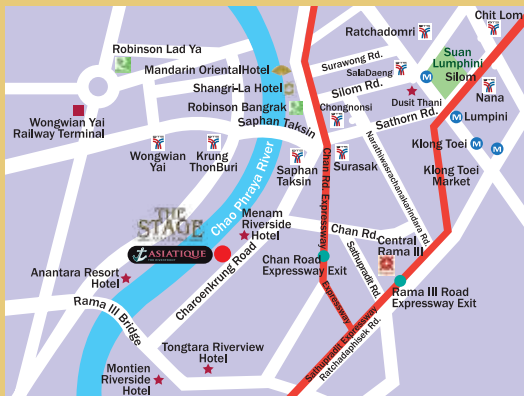 Chit Lom
Ratchadomri
Robinson Lad Ya
Surawong Rd.
Suan
Lumphini
Mandarin OrientalHotel
SalaDaeng
M
Silom
Shangri-La Hotel
Silom Rd.
Nana
Robinson Bangrak
Dusit Thani
Chongnonsi
Wongwian Yai
Railway Terminal
Saphan Taksin
Sathorn Rd.
M
Lumpini
Wongwian
Yai
Krung
ThonBuri
Saphan
Taksin
Surasak
Narathiwasrachanakarindara Rd.
Klong Toei
M
M
Klong Toei
Market
Chao Phraya River
Chan Rd. Expressway
THE
STAGE
Menam
Riverside
Hotel
Chan Rd.
ASIATIQUE
Charoenkrung Road
Central
Rama III
Chan Road
Expressway Exit
Sathupradit Rd.
Anantara Resort
Hotel
Expressway
Rama III Road
Expressway Exit
Rama III Bridge
Sathupradit Expressway
Ratchadaphisek Rd.
Tongtara Riverview
Hotel
Montien
Riverside
Hotel